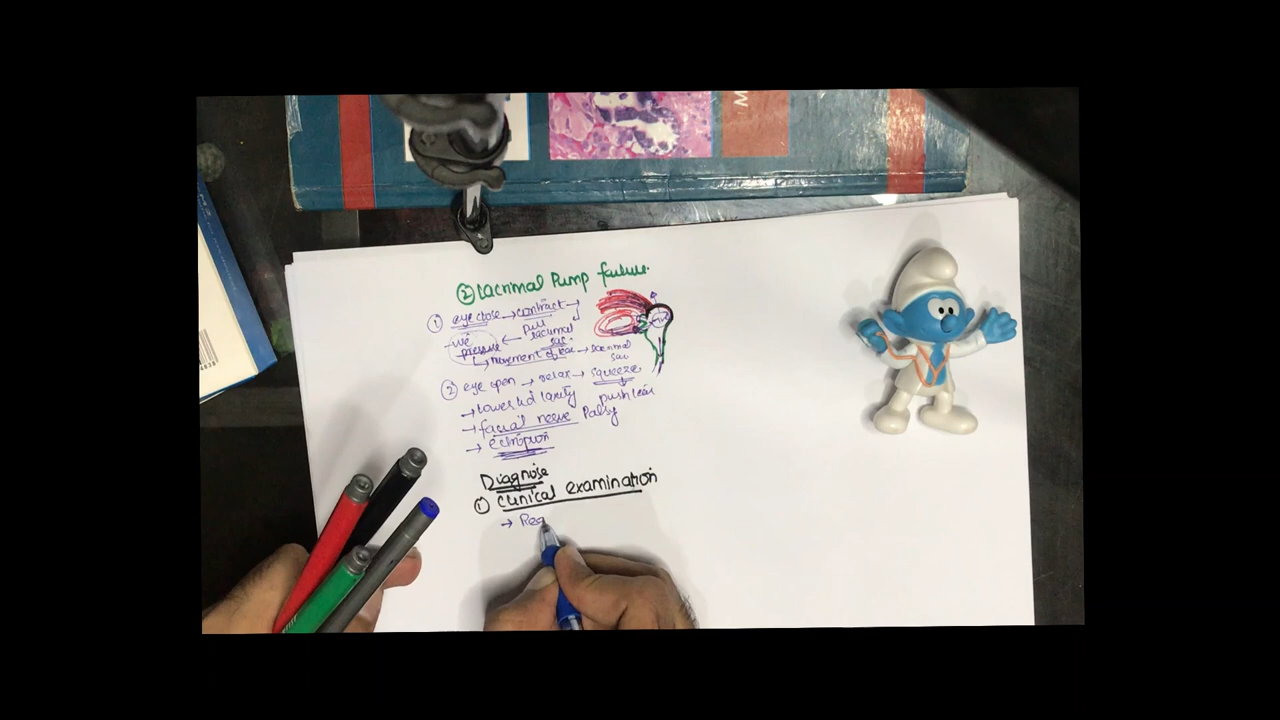 ② Lacrimal Pump failure.
① eye close → contract →
Pull lacrimal sac ← -ve pressure
↳ movement of tear → Lacrimal sac
② eye open → relax → squeeze
push tear
→ Lower lid laxity
→ facial nerve Palsy
→ ectropion
Diagnose
① Clinical examination
→ Reg
M